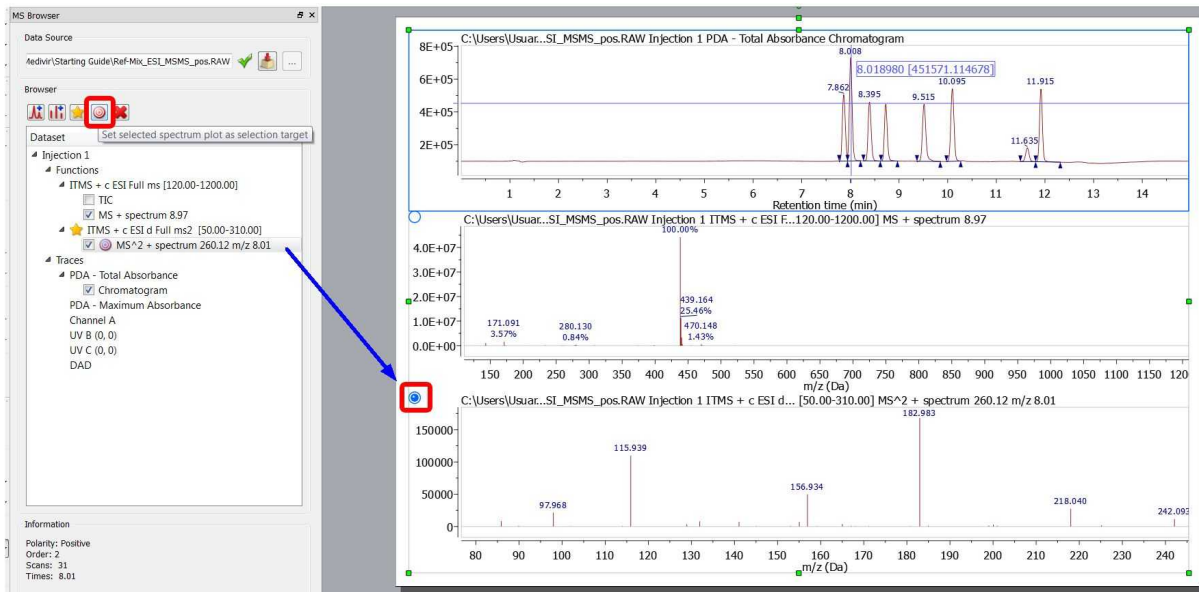 MS Browser
Data Source
Aedivir\Starting Guide\Ref-Mix_ESI_MSMS_pos.RAW
...
Browser
Dataset
Set selected spectrum plot as selection target
Injection 1
Functions
ITMS + c ESI Full ms [120.00-1200.00]
TIC
MS + spectrum 8.97
ITMS + c ESI d Full ms2 [50.00-310.00]
MS^2 + spectrum 260.12 m/z 8.01
Traces
PDA - Total Absorbance
Chromatogram
PDA - Maximum Absorbance
Channel A
UV B (0, 0)
UV C (0, 0)
DAD
Information
Polarity: Positive
Order: 2
Scans: 31
Times: 8.01
C:\Users\Usuar...SI_MSMS_pos.RAW Injection 1 PDA - Total Absorbance Chromatogram
8E+05
6E+05
4E+05
2E+05
8.008
8.018980 [451571.114678]
7.862
8.395
9.515
10.095
11.635
11.915
1 2 3 4 5 6 7 8 9 10 11 12 13 14
Retention time (min)
C:\Users\Usuar...SI_MSMS_pos.RAW Injection 1 ITMS + c ESI F...120.00-1200.00] MS + spectrum 8.97
100.00%
4.0E+07
3.0E+07
2.0E+07
1.0E+07
0.0E+00
171.091
3.57%
280.130
0.84%
439.164
25.46%
470.148
1.43%
150 200 250 300 350 400 450 500 550 600 650 700 750 800 850 900 950 1000 1050 1100 1150 120
m/z (Da)
C:\Users\Usuar...SI_MSMS_pos.RAW Injection 1 ITMS + c ESI d... [50.00-310.00] MS^2 + spectrum 260.12 m/z 8.01
150000
100000
50000
0
97.968
115.939
156.934
182.983
218.040
242.093
80 90 100 110 120 130 140 150 160 170 180 190 200 210 220 230 240
m/z (Da)